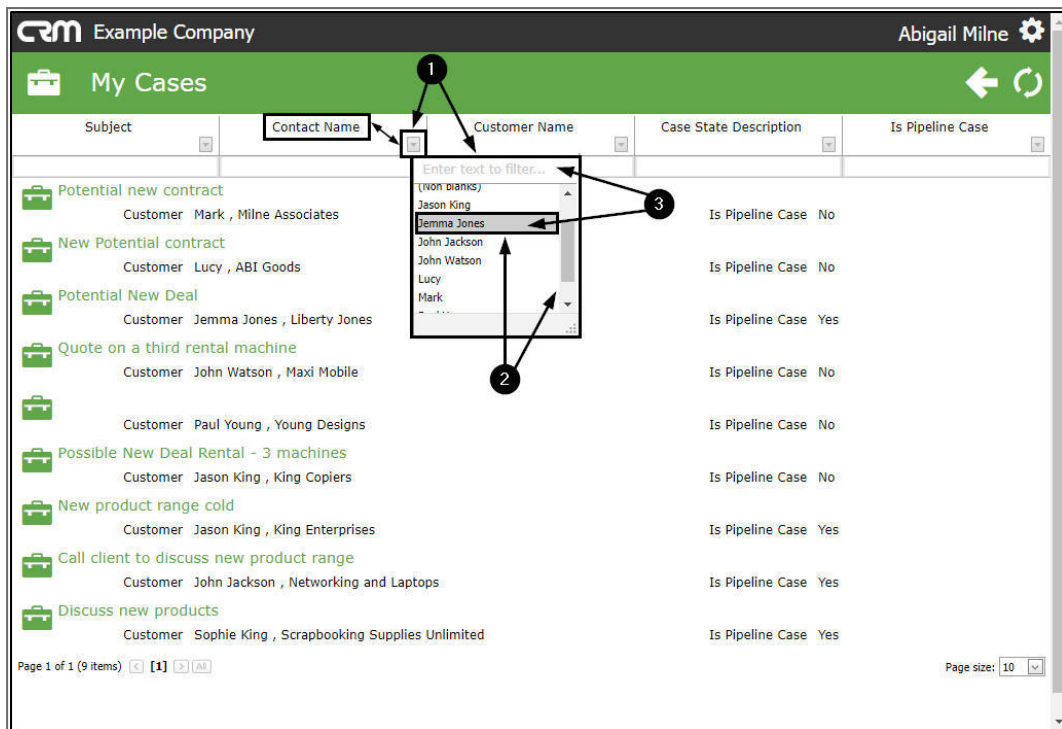 CRM Example Company
Abigail Milne
My Cases
1
Subject
Contact Name
Customer Name
Case State Description
Is Pipeline Case
Enter text to filter...
(Non blanks)
Jason King
Jemma Jones
John Jackson
John Watson
Lucy
Mark
3
2
Potential new contract
Customer Mark , Milne Associates Is Pipeline Case No
New Potential contract
Customer Lucy , ABI Goods Is Pipeline Case No
Potential New Deal
Customer Jemma Jones , Liberty Jones Is Pipeline Case Yes
Quote on a third rental machine
Customer John Watson , Maxi Mobile Is Pipeline Case No
Customer Paul Young , Young Designs Is Pipeline Case No
Possible New Deal Rental - 3 machines
Customer Jason King , King Copiers Is Pipeline Case No
New product range cold
Customer Jason King , King Enterprises Is Pipeline Case Yes
Call client to discuss new product range
Customer John Jackson , Networking and Laptops Is Pipeline Case Yes
Discuss new products
Customer Sophie King , Scrapbooking Supplies Unlimited Is Pipeline Case Yes
Page 1 of 1 (9 items) < [1] > All Page size: 10